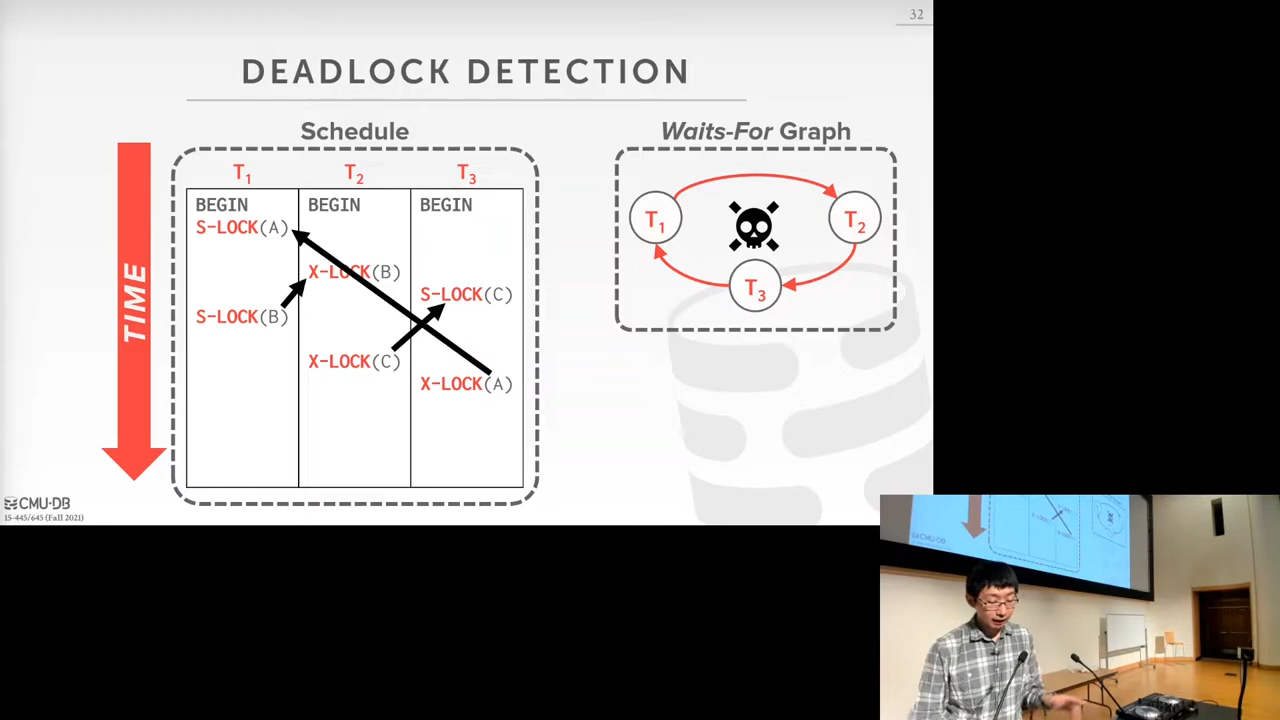 32
DEADLOCK DETECTION
Schedule
Waits-For Graph
TIME
T1 T2 T3
BEGIN BEGIN BEGIN
S-LOCK(A)
X-LOCK(B)
S-LOCK(C)
S-LOCK(B)
X-LOCK(C)
X-LOCK(A)
T1 T2
T3
CMU·DB
15-445/645 (Fall 2021)